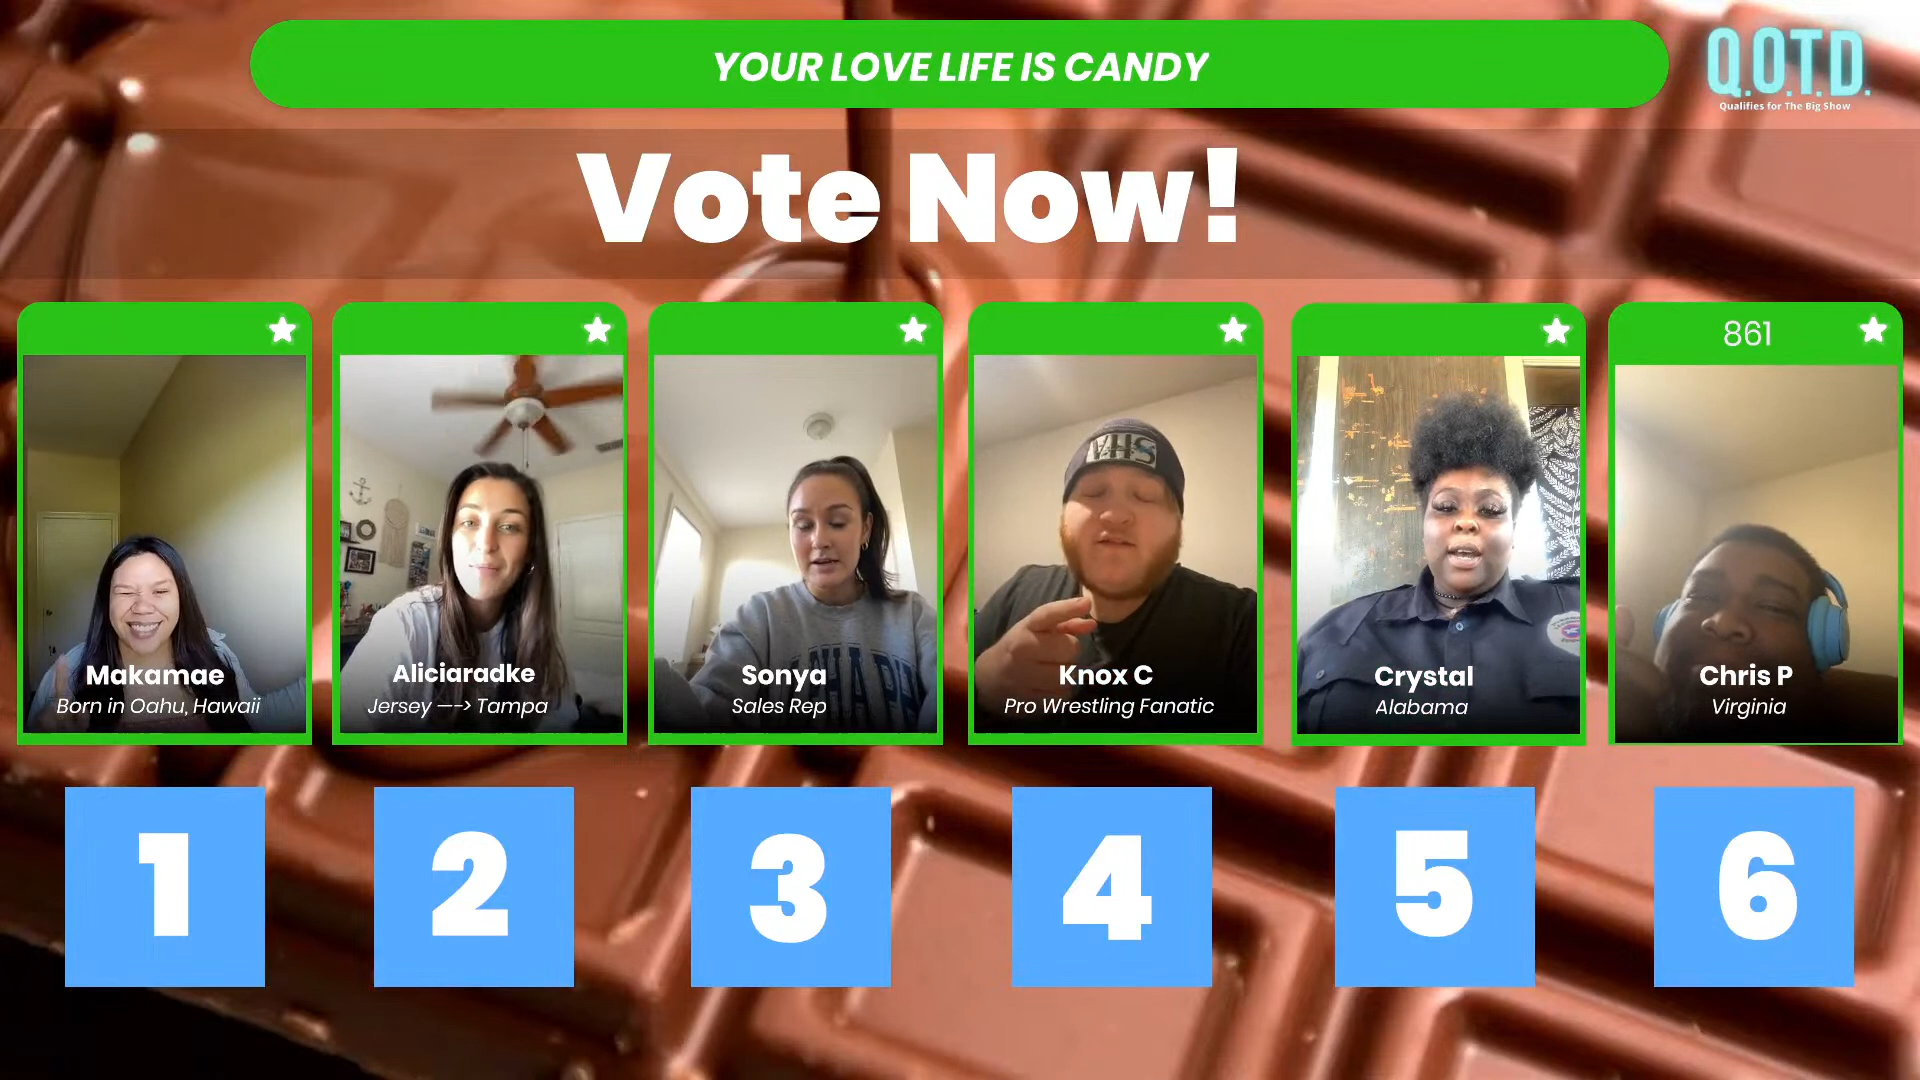 YOUR LOVE LIFE IS CANDY
Q.O.T.D.
Qualifies for The Big Show
Vote Now!
861
VHS
Makamae
Born in Oahu, Hawaii
Aliciaradke
Jersey —-> Tampa
Sonya
Sales Rep
Knox C
Pro Wrestling Fanatic
Crystal
Alabama
Chris P
Virginia
1
2
3
4
5
6